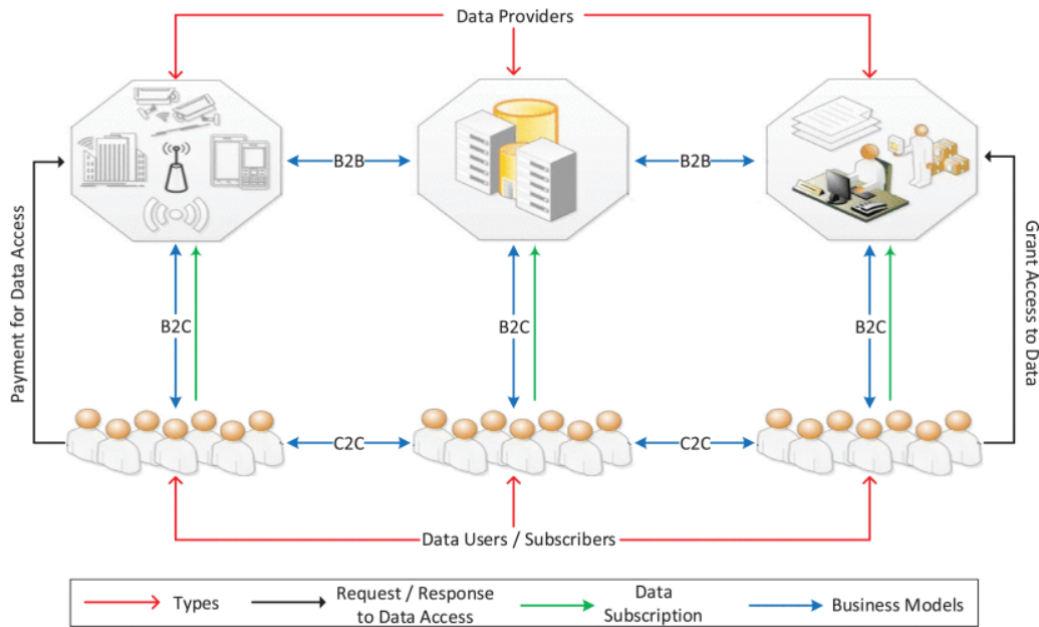 Data Providers
B2B
B2B
Payment for Data Access
Grant Access to Data
B2C
B2C
B2C
C2C
C2C
Data Users / Subscribers
Types
Request / Response
to Data Access
Data
Subscription
Business Models